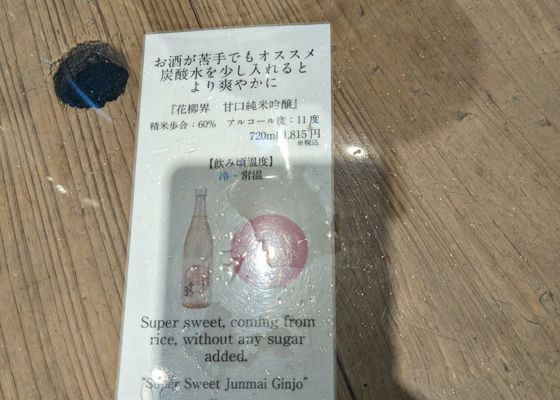 お酒が苦手でもオススメ
炭酸水を少し入れると
より爽やかに
『花柳界　甘口純米吟醸』
精米歩合：60%　アルコール度：11度
720ml 1,815円
※税込
【飲み頃温度】
冷・常温
Super sweet, coming from
rice, without any sugar
added.
"Super Sweet Junmai Ginjo"